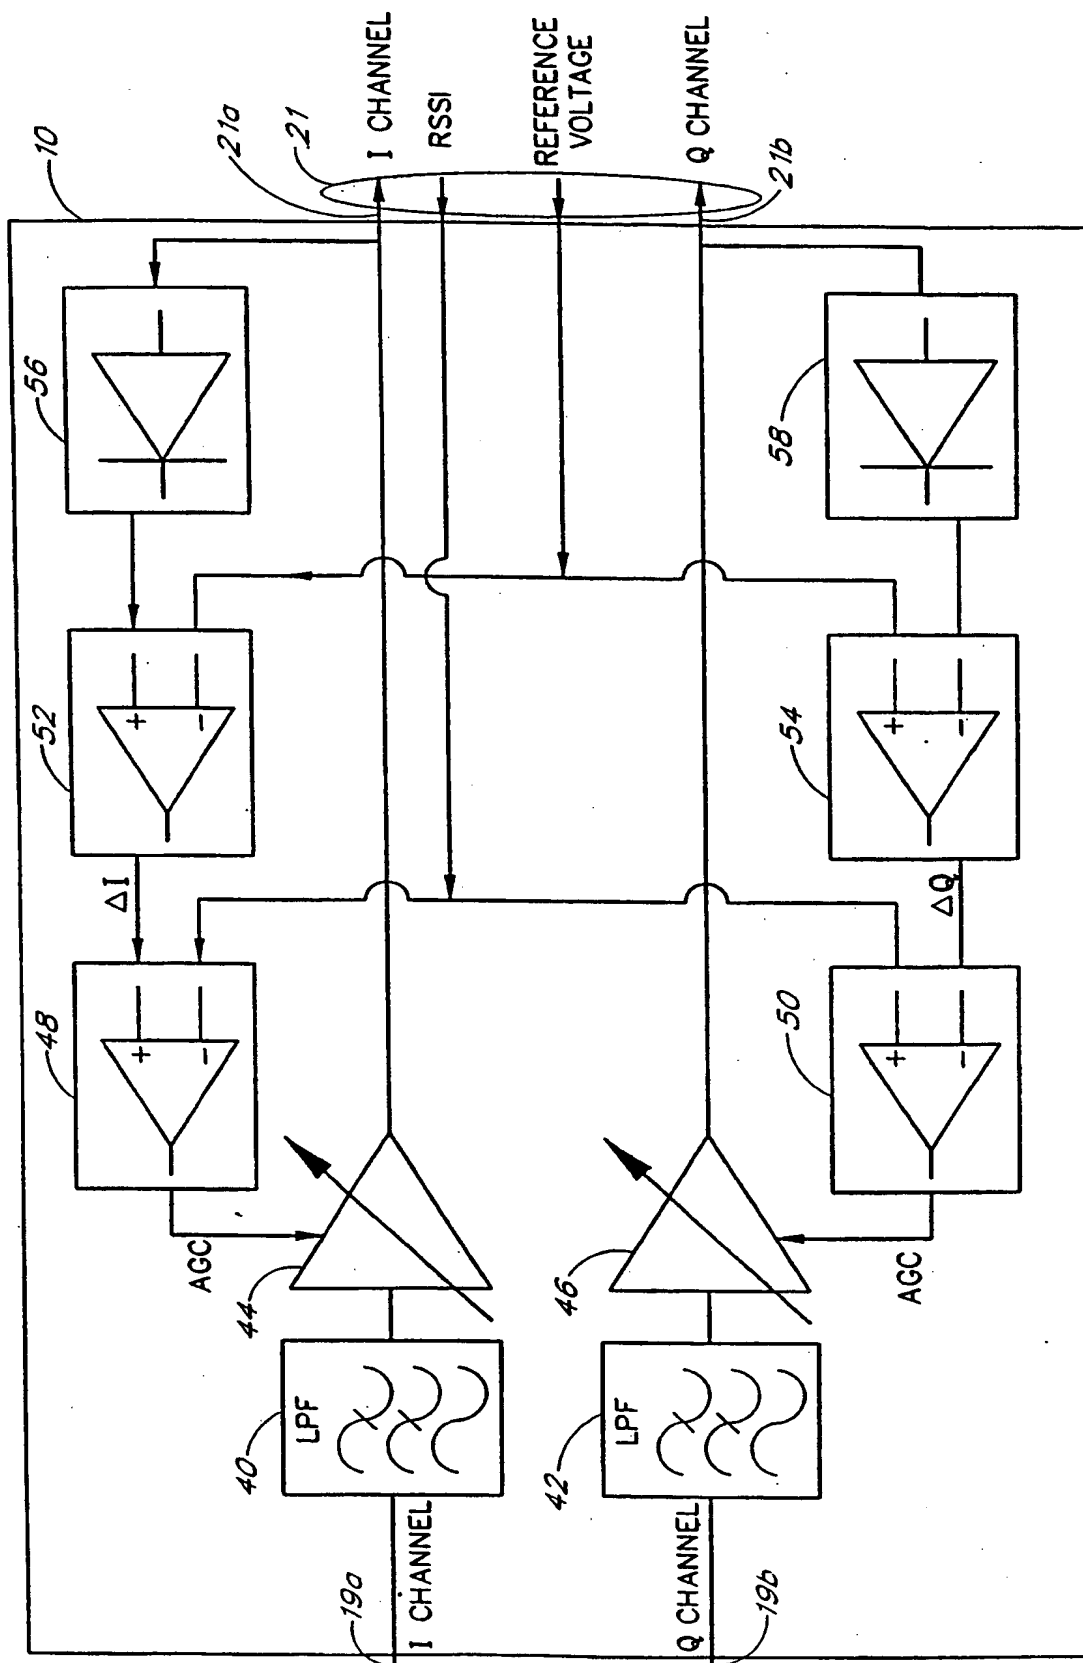 10
21a
21
I CHANNEL
RSSI
REFERENCE
VOLTAGE
Q CHANNEL
21b
56
58
52
+
-
54
+
-
ΔI
ΔQ
48
+
-
50
+
-
AGC
44
46
AGC
40
LPF
42
LPF
19a
I CHANNEL
Q CHANNEL
19b